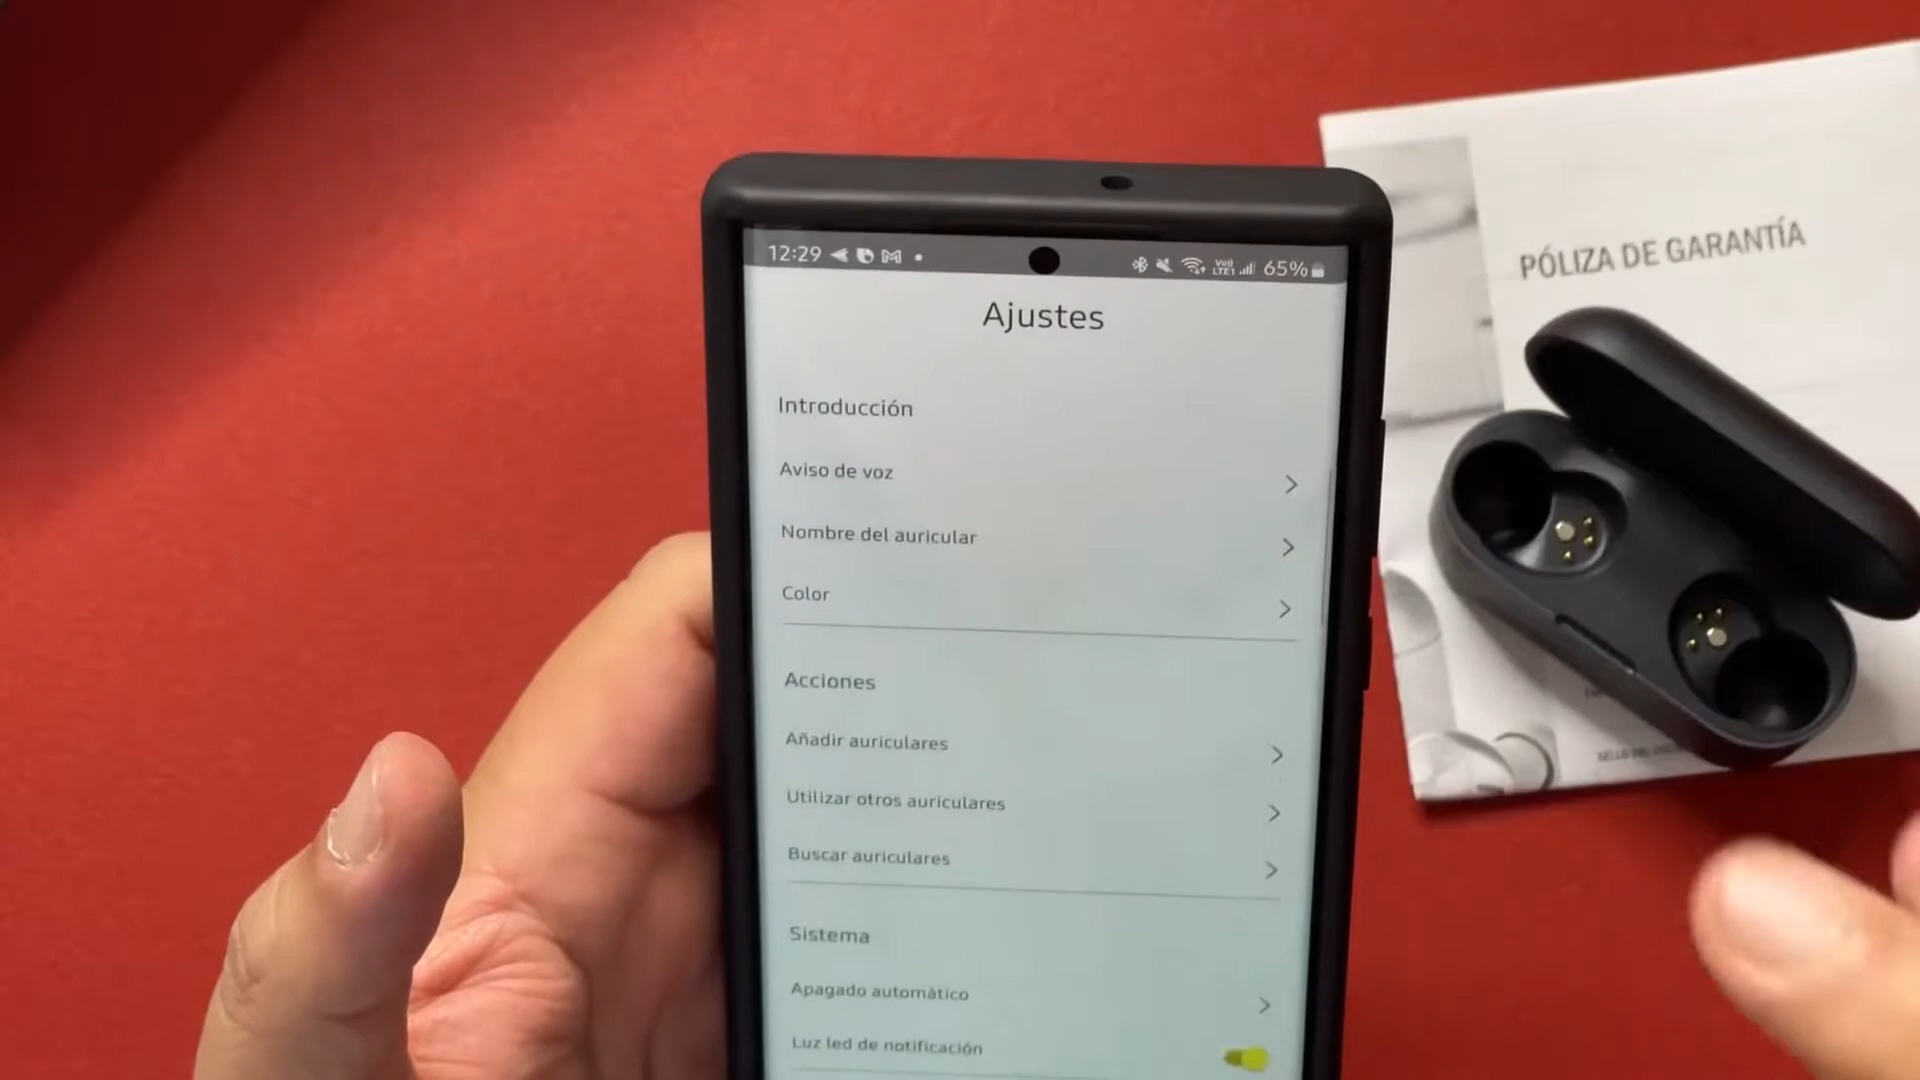 12:29
65%
Ajustes
Introducción
Aviso de voz
Nombre del auricular
Color
Acciones
Añadir auriculares
Utilizar otros auriculares
Buscar auriculares
Sistema
Apagado automático
Luz led de notificación
PÓLIZA DE GARANTÍA